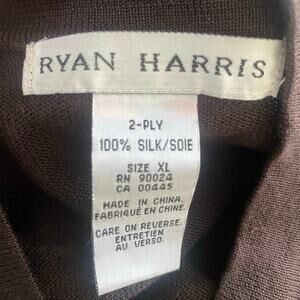 RYAN HARRIS
2-PLY
100% SILK/SOIE
SIZE XL
RN 90024
CA 00445
MADE IN CHINA.
FABRIQUÉ EN CHINE.
CARE ON REVERSE.
ENTRETIEN
AU VERSO.